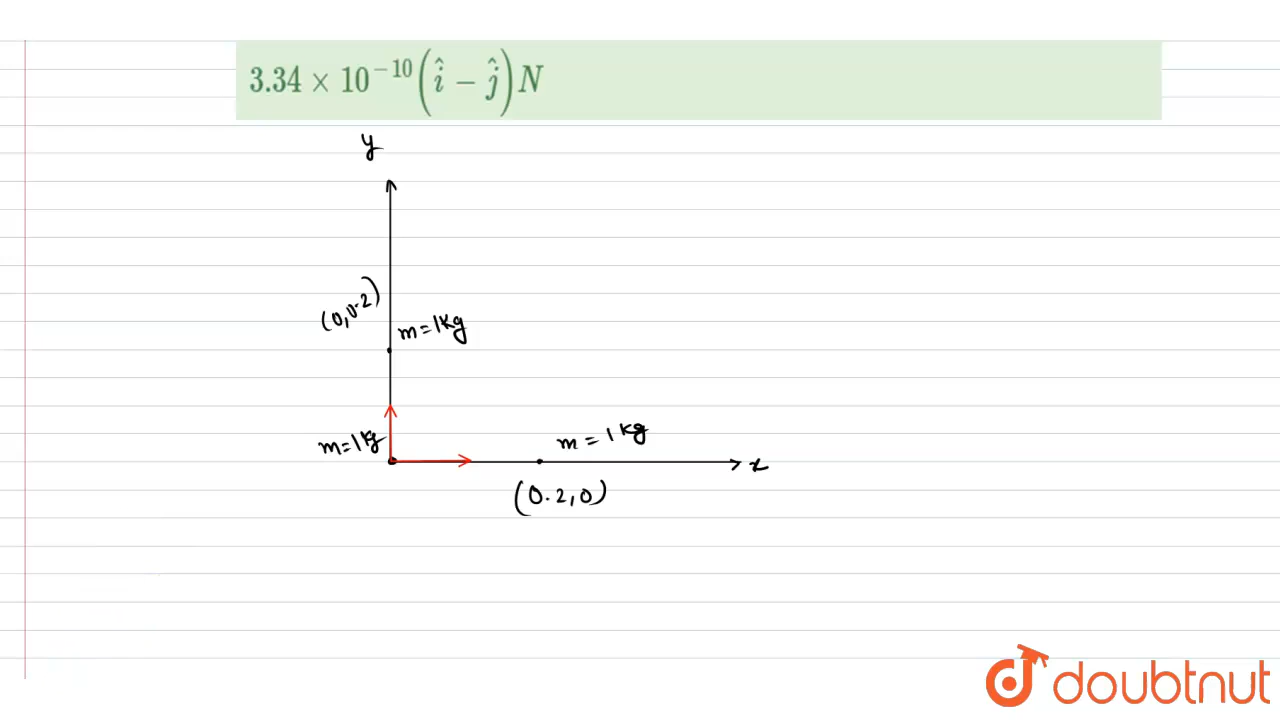 3.34 × 10⁻¹⁰(î − ĵ)N
y
(0,0.2)
m=1kg
m=1kg
m = 1 kg
x
(0.2,0)
doubtnut